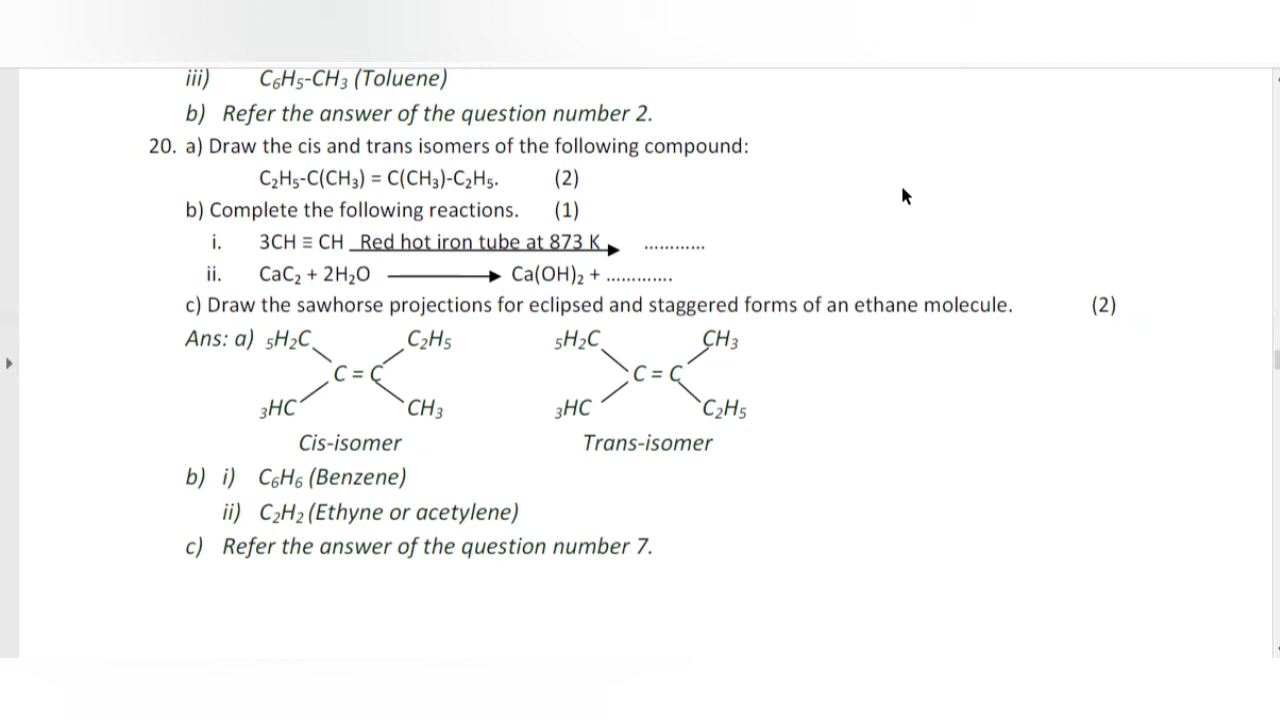 iii) C₆H₅-CH₃ (Toluene)
b) Refer the answer of the question number 2.
20. a) Draw the cis and trans isomers of the following compound:
C₂H₅-C(CH₃) = C(CH₃)-C₂H₅. (2)
b) Complete the following reactions. (1)
i. 3CH ≡ CH Red hot iron tube at 873 K ............
ii. CaC₂ + 2H₂O ⟶ Ca(OH)₂ + .............
c) Draw the sawhorse projections for eclipsed and staggered forms of an ethane molecule. (2)
Ans: a) ₅H₂C C₂H₅ ₅H₂C CH₃
C = C C = C
₃HC CH₃ ₃HC C₂H₅
Cis-isomer Trans-isomer
b) i) C₆H₆ (Benzene)
ii) C₂H₂ (Ethyne or acetylene)
c) Refer the answer of the question number 7.